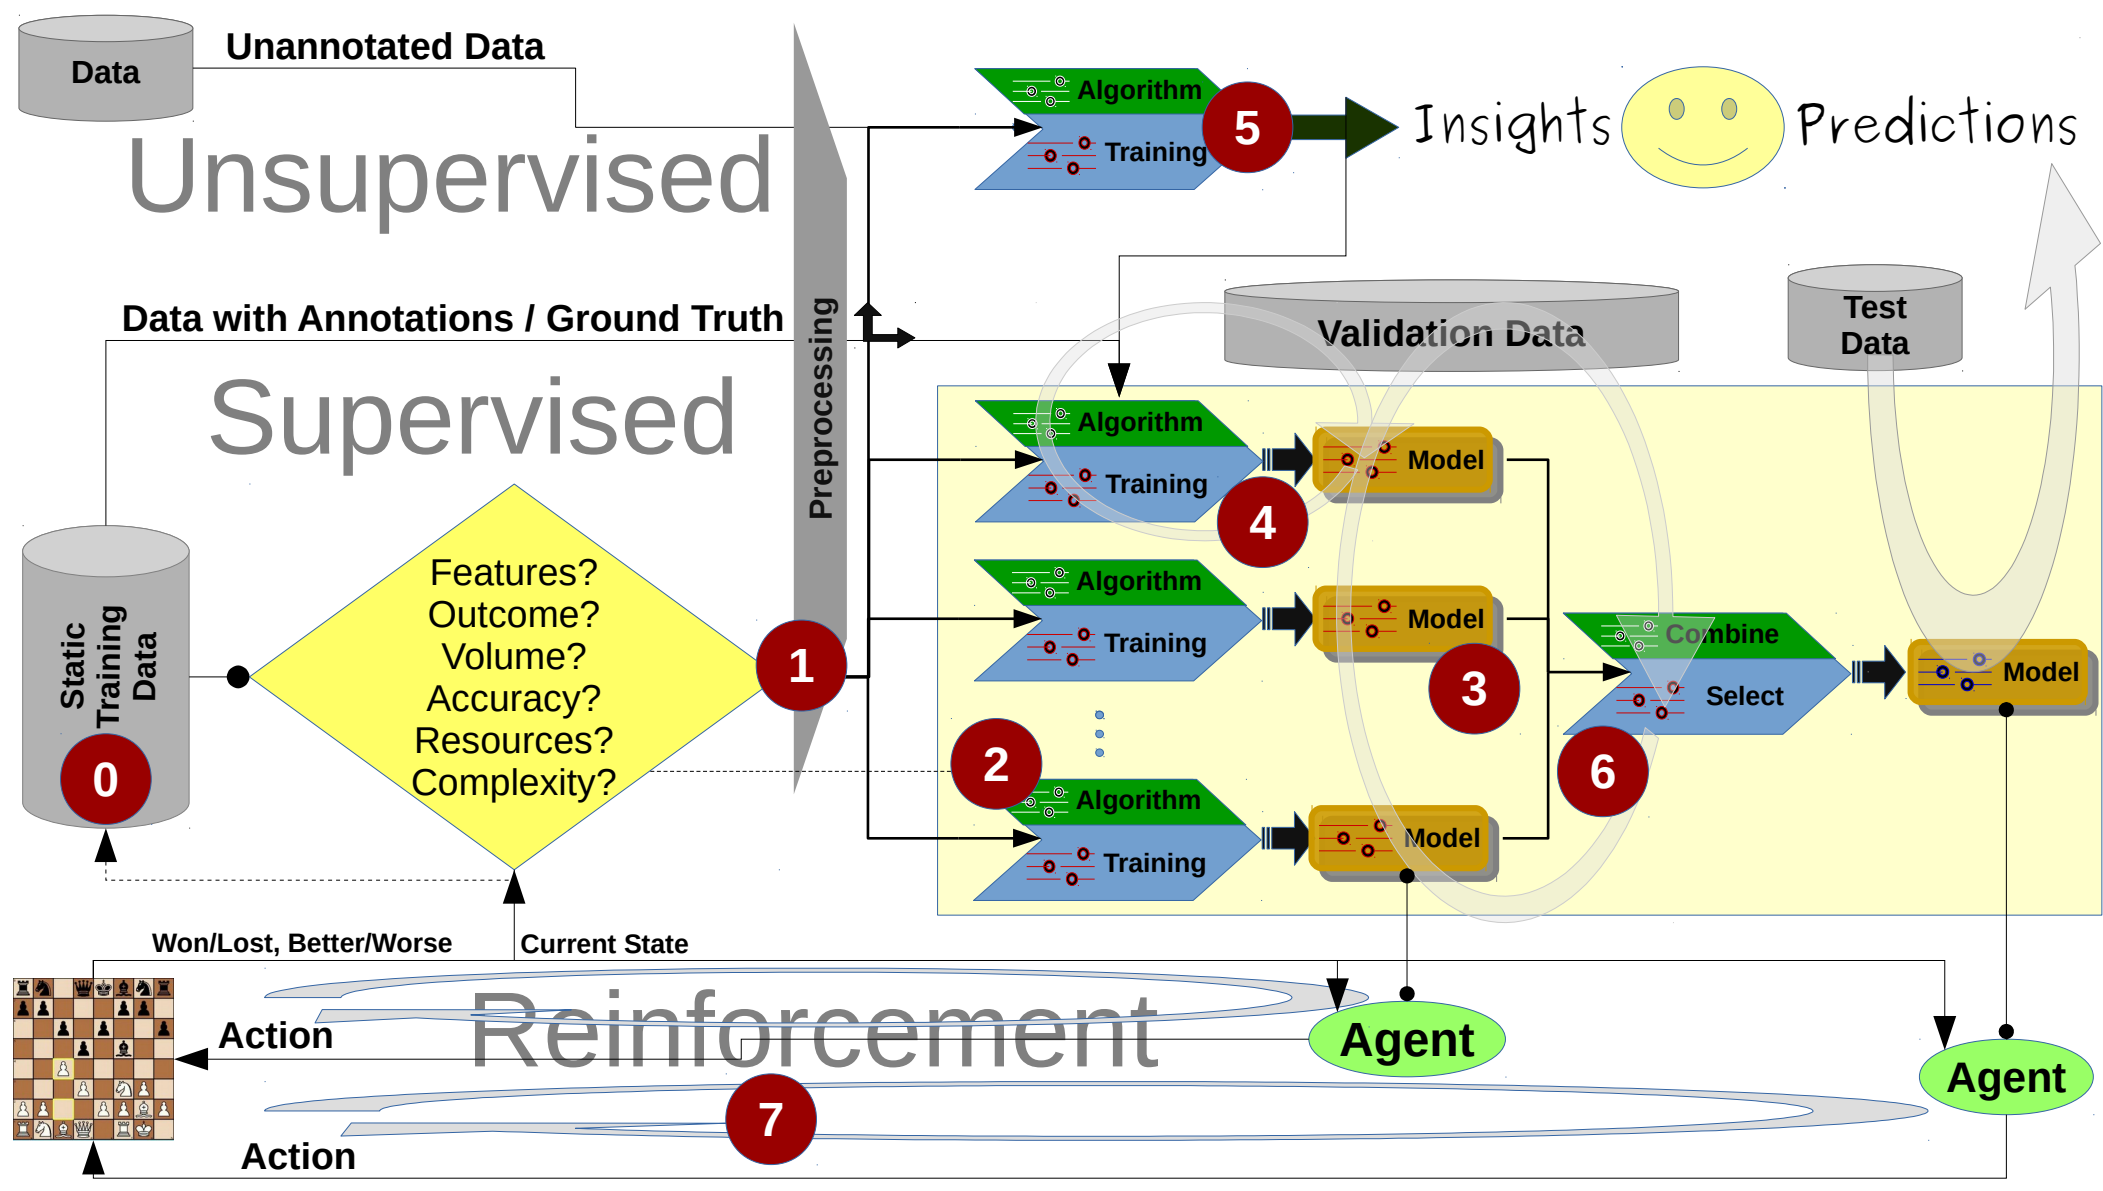 Data
Unannotated Data
Unsupervised
Algorithm
Training
5
Insights
Predictions
Data with Annotations / Ground Truth
Supervised
Preprocessing
Validation Data
Test
Data
Static
Training
Data
0
Features?
Outcome?
Volume?
Accuracy?
Resources?
Complexity?
1
Algorithm
Training
Model
4
Algorithm
Training
Model
3
2
Algorithm
Training
Model
Combine
Select
6
Model
Won/Lost, Better/Worse
Current State
Reinforcement
Action
Agent
Agent
7
Action